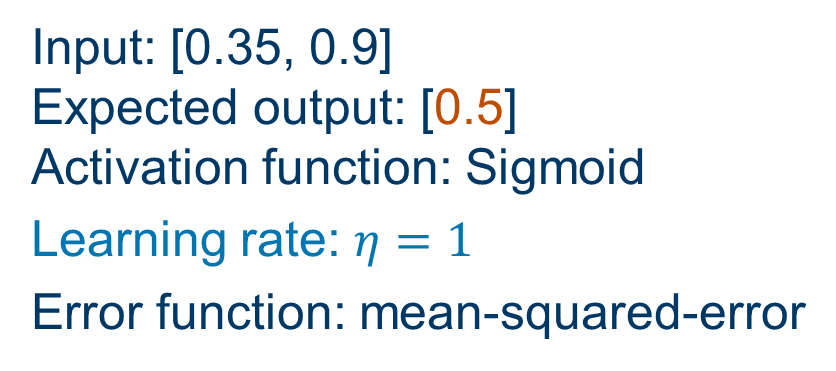 Input: [0.35, 0.9]
Expected output: [0.5]
Activation function: Sigmoid
Learning rate: η = 1
Error function: mean-squared-error